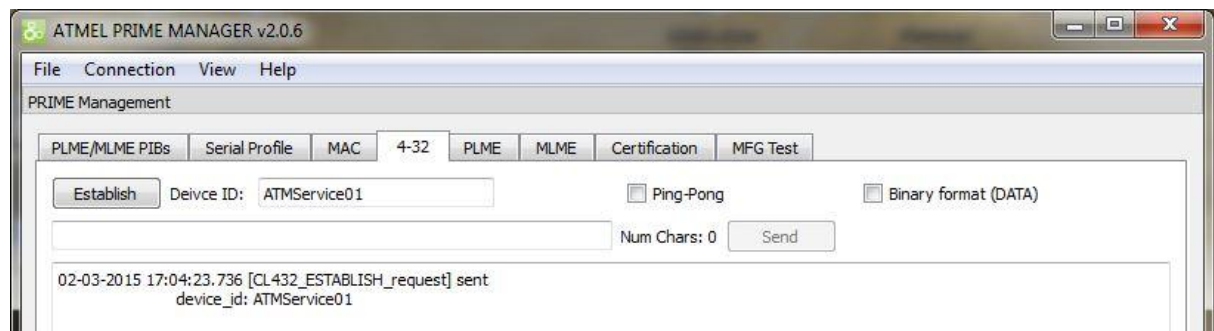 ATMEL PRIME MANAGER v2.0.6
File Connection View Help
PRIME Management
PLME/MLME PIBs Serial Profile MAC 4-32 PLME MLME Certification MFG Test
Establish Deivce ID: ATMService01 Ping-Pong Binary format (DATA)
Num Chars: 0 Send
02-03-2015 17:04:23.736 [CL432_ESTABLISH_request] sent
device_id: ATMService01